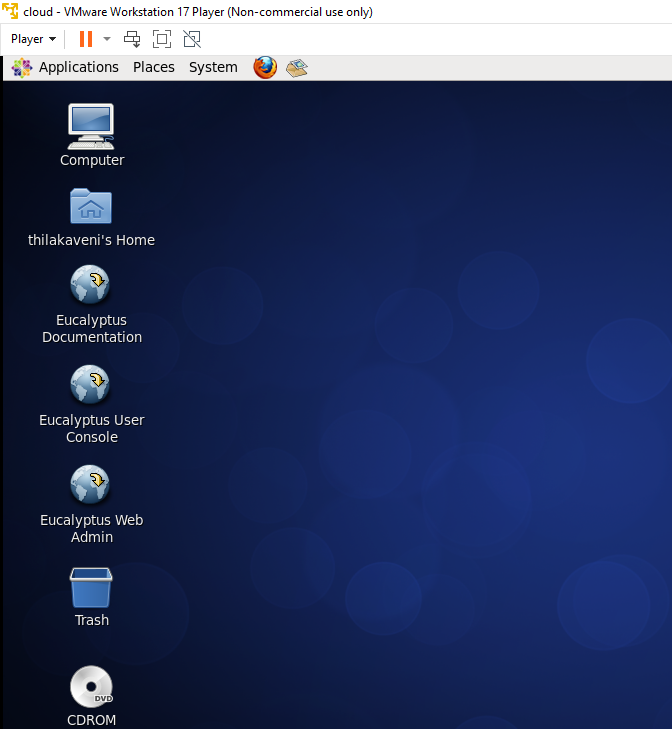 cloud - VMware Workstation 17 Player (Non-commercial use only)
Player
Applications Places System
Computer
thilakaveni's Home
Eucalyptus
Documentation
Eucalyptus User
Console
Eucalyptus Web
Admin
Trash
DVD
CDROM